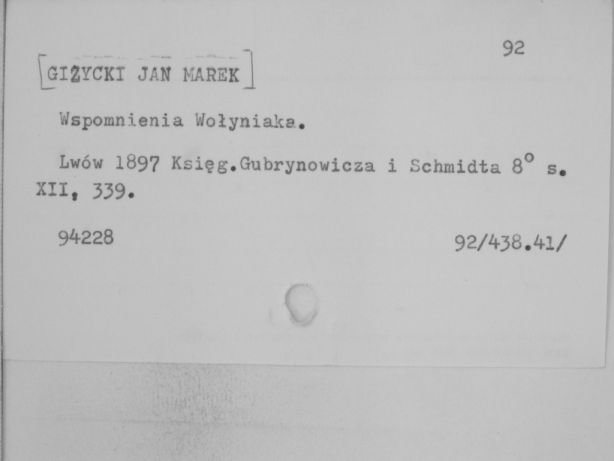 92
[GIŻYCKI JAN MAREK]
Wspomnienia Wołyniaka.
Lwów 1897 Księg.Gubrynowicza i Schmidta 8° s.
XII, 339.
94228 92/438.41/